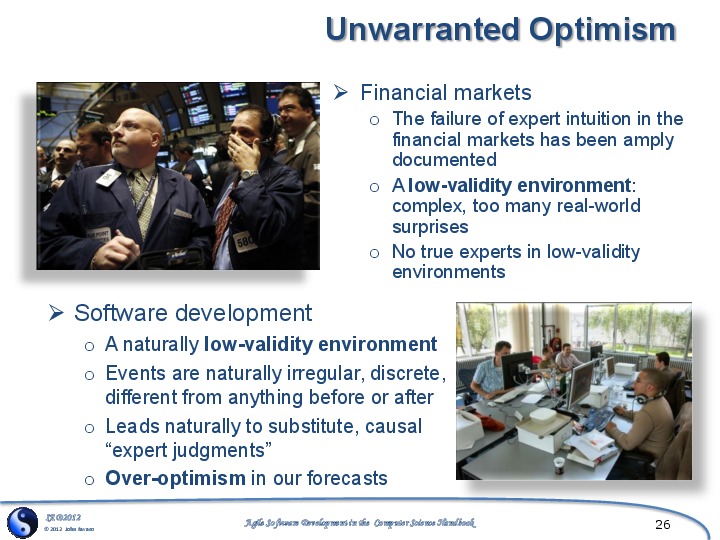 Unwarranted Optimism
➢ Financial markets
o The failure of expert intuition in the
financial markets has been amply
documented
o A low-validity environment:
complex, too many real-world
surprises
o No true experts in low-validity
environments
➢ Software development
o A naturally low-validity environment
o Events are naturally irregular, discrete,
different from anything before or after
o Leads naturally to substitute, causal
“expert judgments”
o Over-optimism in our forecasts
580
© 2012 John Favaro
Agile Software Development in the Computer Science Handbook
26